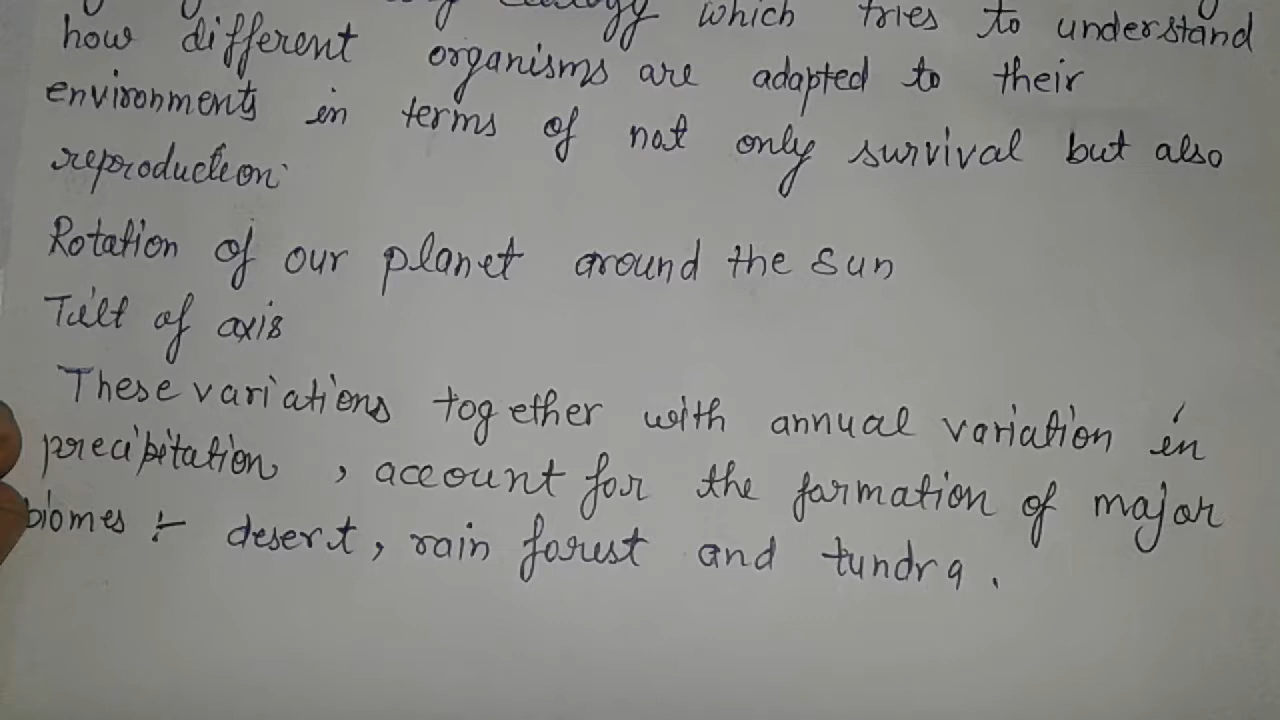 ecology which tries to understand
how different organisms are adapted to their
environments in terms of not only survival but also
reproduction.
Rotation of our planet around the sun
Tilt of axis
These variations together with annual variation in
precipitation, account for the formation of major
biomes :- desert, rain forest and tundra.